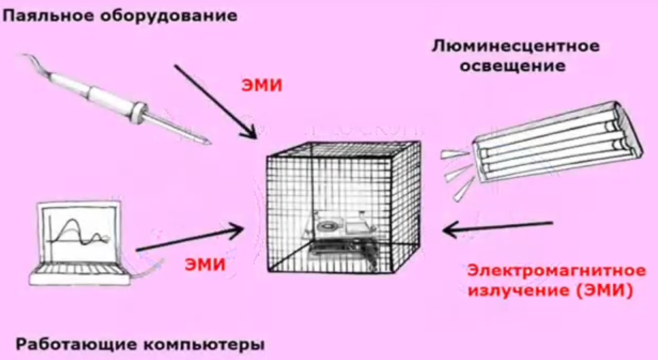 Паяльное оборудование
Люминесцентное
освещение
ЭМИ
ЭМИ
Электромагнитное
излучение (ЭМИ)
Работающие компьютеры